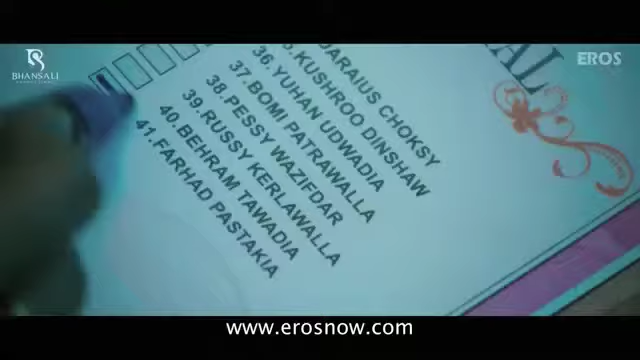 BHANSALI
EROS
AL
DARAIUS CHOKSY
KUSHROO DINSHAW
36.YUHAN UDWADIA
37.BOMI PATRAWALLA
38.PESSY WAZIFDAR
39.RUSSY KERLAWALLA
40.BEHRAM TAWADIA
41.FARHAD PASTAKIA
www.erosnow.com